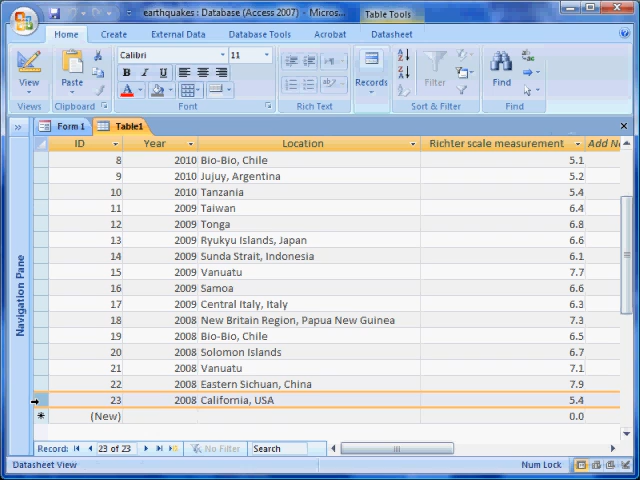 earthquakes : Database (Access 2007) - Micros...
Table Tools
Home Create External Data Database Tools Acrobat Datasheet
View
Views
Paste
Clipboard
Calibri 11
B I U
A
Font
Rich Text
Records
Filter
Sort & Filter
Find
Find
Form 1 Table1
ID Year Location Richter scale measurement Add Ne
8 2010 Bio-Bio, Chile 5.1
9 2010 Jujuy, Argentina 5.2
10 2010 Tanzania 5.4
11 2009 Taiwan 6.4
12 2009 Tonga 6.8
13 2009 Ryukyu Islands, Japan 6.6
14 2009 Sunda Strait, Indonesia 6.1
15 2009 Vanuatu 7.7
16 2009 Samoa 6.6
17 2009 Central Italy, Italy 6.3
18 2008 New Britain Region, Papua New Guinea 7.3
19 2008 Bio-Bio, Chile 6.5
20 2008 Solomon Islands 6.7
21 2008 Vanuatu 7.1
22 2008 Eastern Sichuan, China 7.9
23 2008 California, USA 5.4
(New) 0.0
Navigation Pane
Record: 23 of 23 No Filter Search
Datasheet View Num Lock